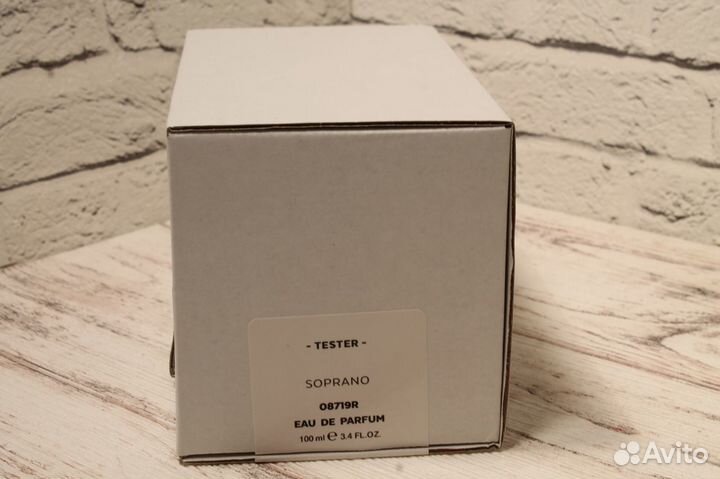 - TESTER -
SOPRANO
08719R
EAU DE PARFUM
100 ml ℮ 3.4 FL.OZ.
Avito